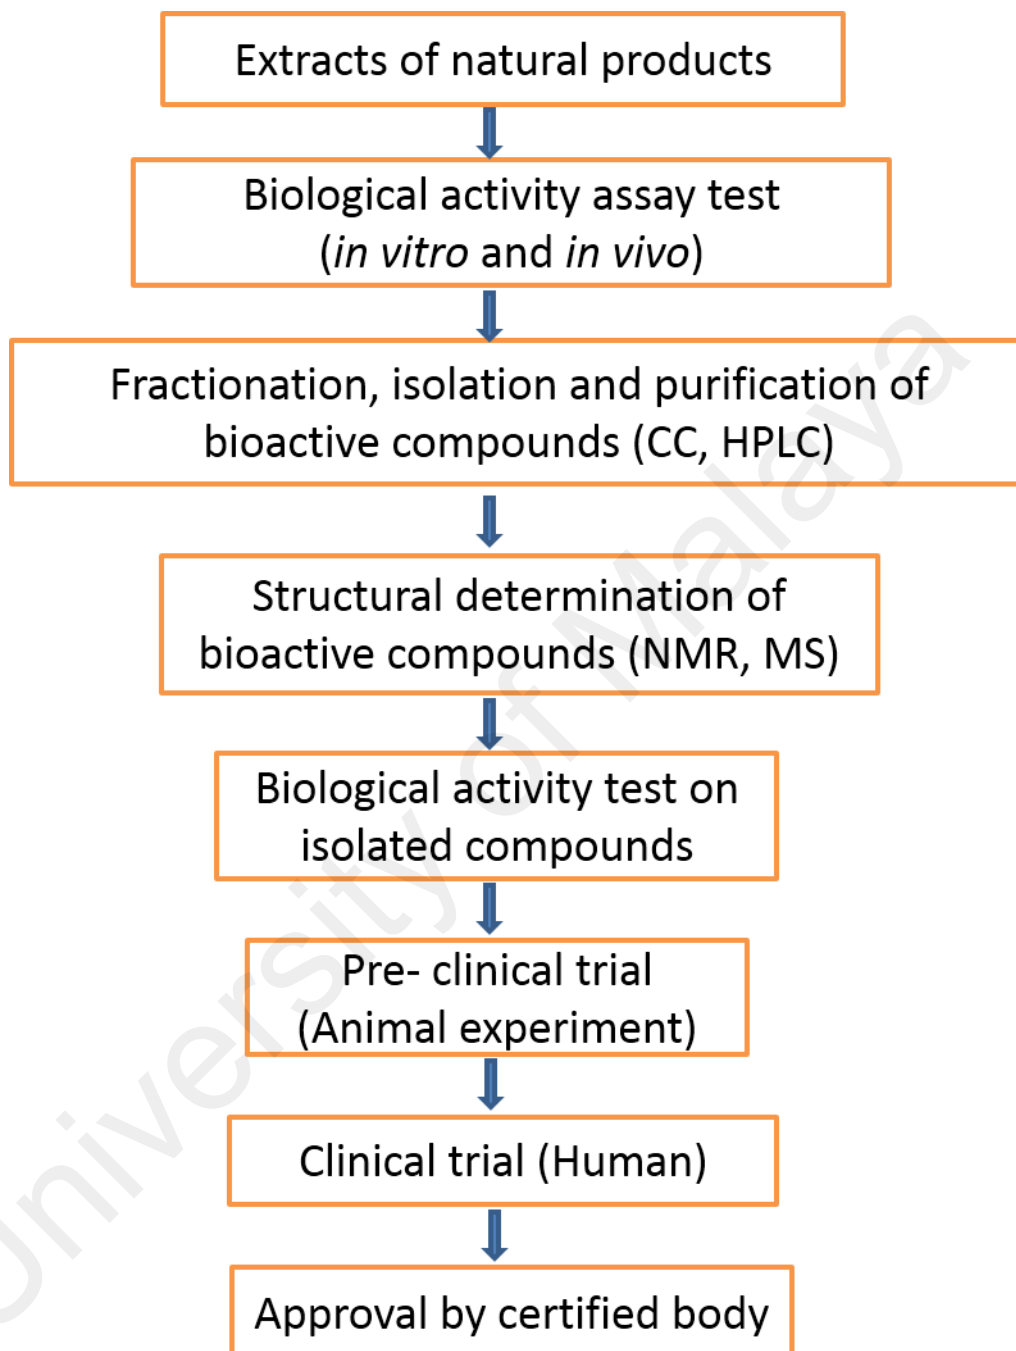 Extracts of natural products
Biological activity assay test
(in vitro and in vivo)
Fractionation, isolation and purification of
bioactive compounds (CC, HPLC)
Structural determination of
bioactive compounds (NMR, MS)
Biological activity test on
isolated compounds
Pre- clinical trial
(Animal experiment)
Clinical trial (Human)
Approval by certified body
University of Malaya